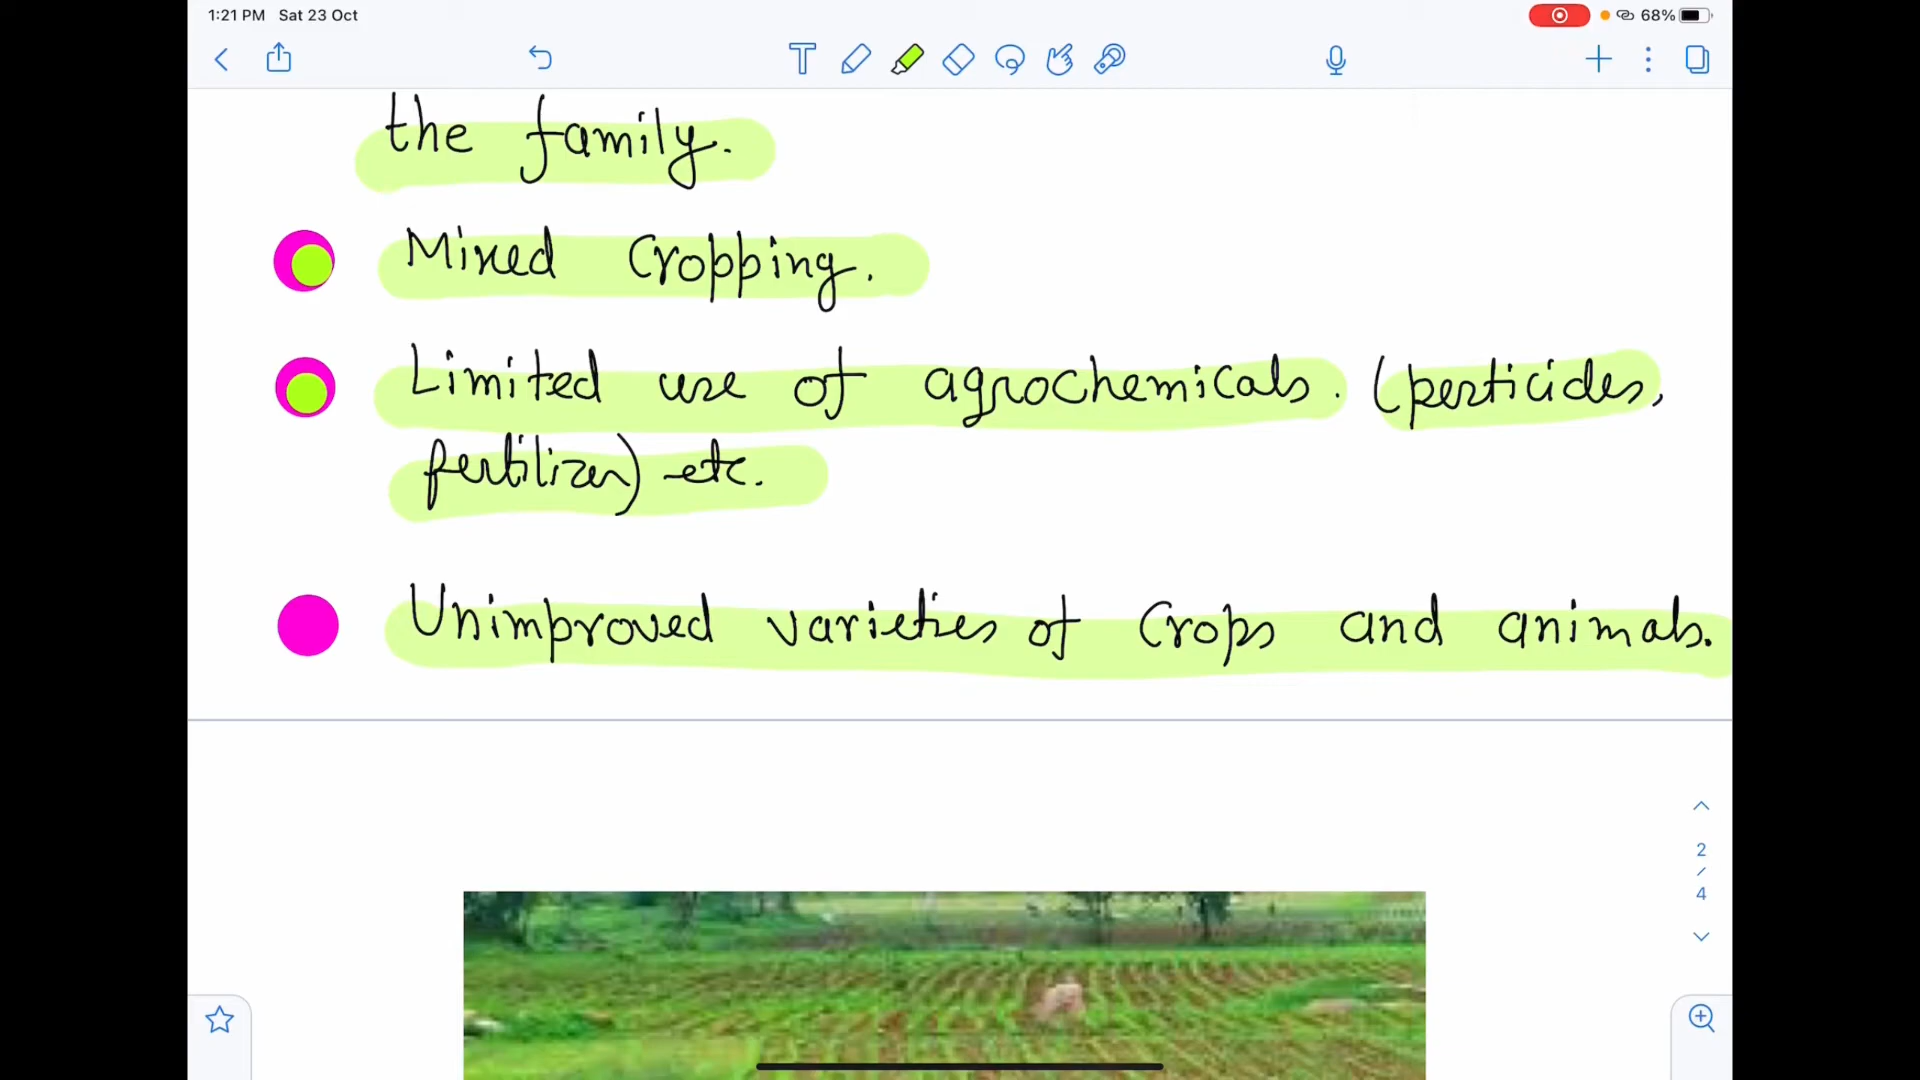 1:21 PM Sat 23 Oct
68%
the family.
Mixed Cropping.
Limited use of agrochemicals. (pesticides,
fertilizer) etc.
Unimproved varieties of Crops and animals.
2
/
4